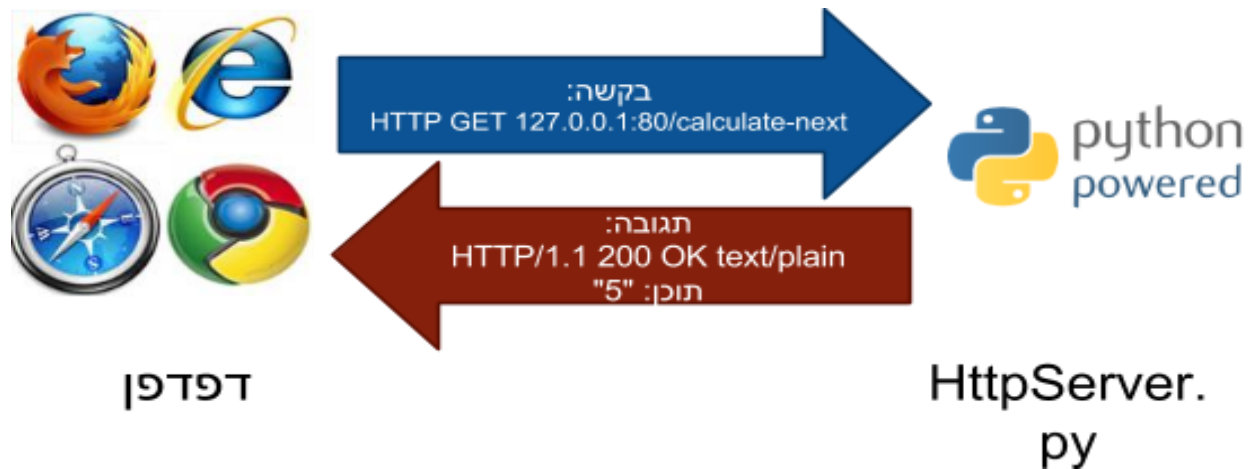 בקשה:
HTTP GET 127.0.0.1:80/calculate-next
python
powered
תגובה:
HTTP/1.1 200 OK text/plain
תוכן: "5"
דפדפן
HttpServer.
py